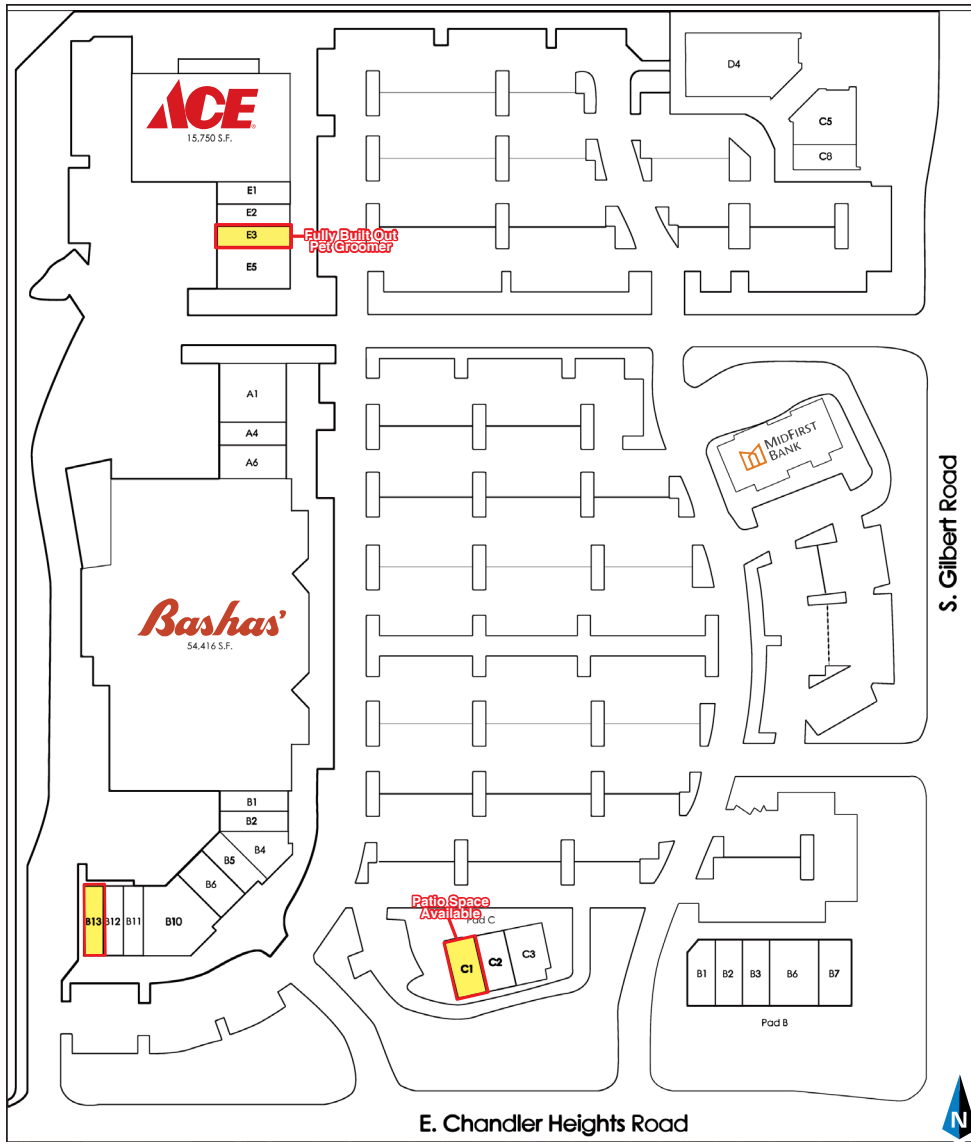 D4
ACE
15,750 S.F.
C5
C8
E1
E2
E3
Fully Built Out
Pet Groomer
E5
A1
A4
A6
MIDFIRST
BANK
S. Gilbert Road
Bashas'
54,416 S.F.
B1
B2
B4
B5
B6
B13
B12
B11
B10
Patio Space
Available
Pad C
C1
C2
C3
B1
B2
B3
B6
B7
Pad B
E. Chandler Heights Road
N